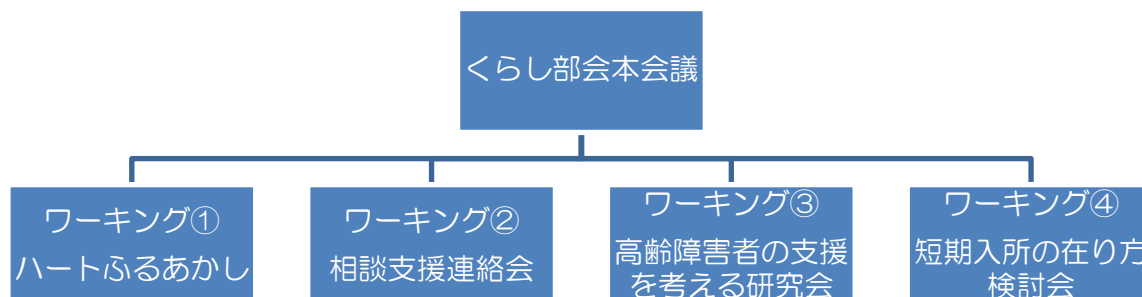 くらし部会本会議
ワーキング①
ハートふるあかし
ワーキング②
相談支援連絡会
ワーキング③
高齢障害者の支援
を考える研究会
ワーキング④
短期入所の在り方
検討会